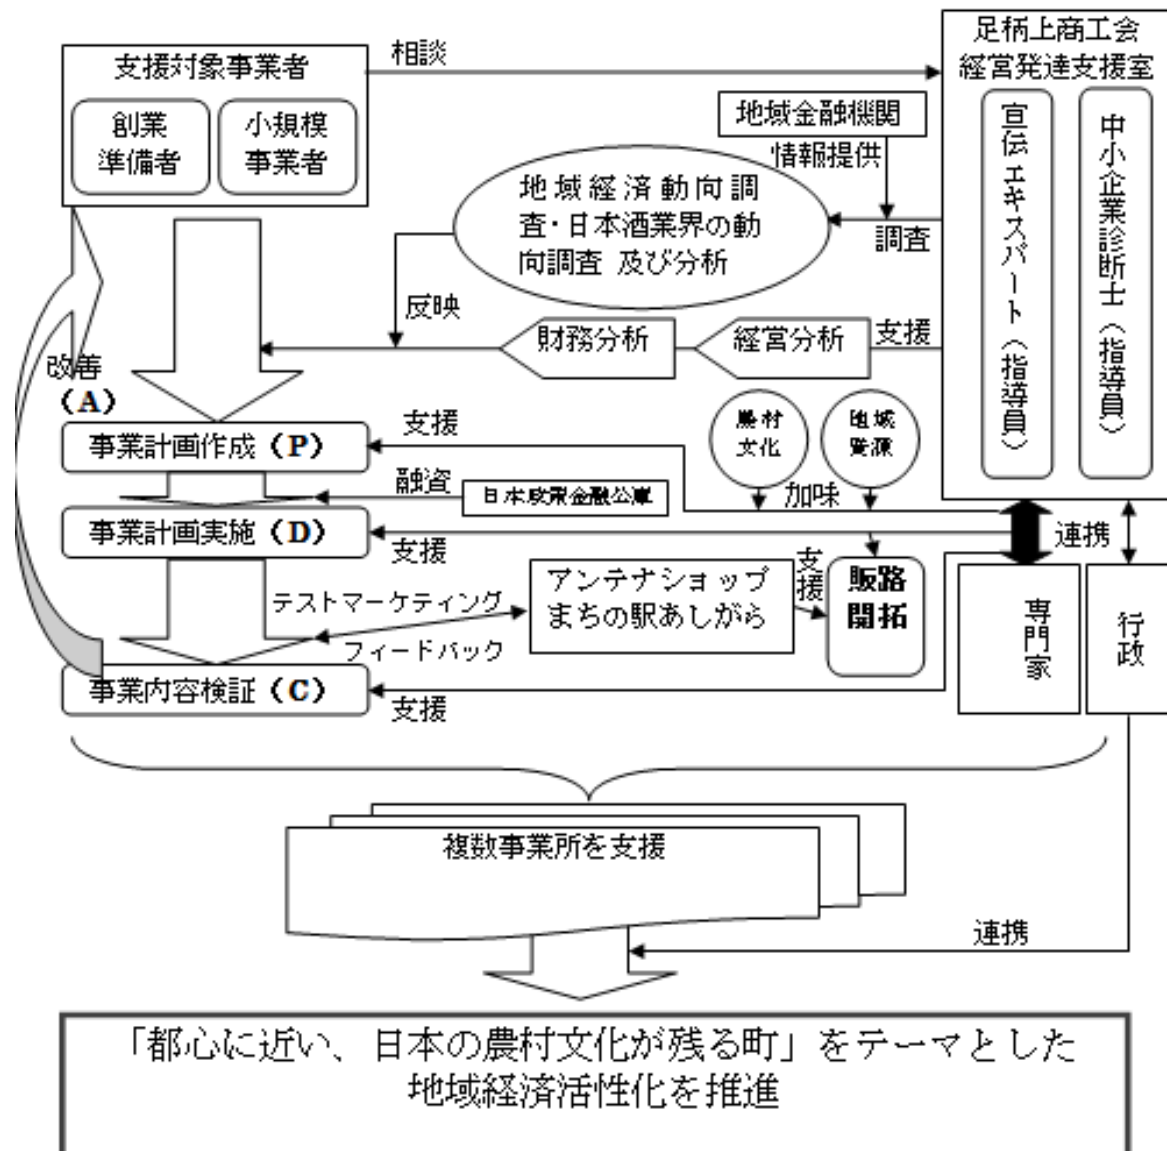 足柄上商工会
経営発達支援室
宣伝エキスパート（指導員）
中小企業診断士（指導員）
支援対象事業者
創業
準備者
小規模
事業者
相談
地域金融機関
情報提供
地域経済動向調
査・日本酒業界の動
向調査 及び分析
調査
反映
財務分析
経営分析
支援
改善
（A）
事業計画作成（P）
支援
農村
文化
地域
資源
加味
融資
日本政策金融公庫
事業計画実施（D）
支援
連携
テストマーケティング
フィードバック
アンテナショップ
まちの駅あしがら
支援
販路
開拓
専門家
行政
事業内容検証（C）
支援
複数事業所を支援
連携
「都心に近い、日本の農村文化が残る町」をテーマとした
地域経済活性化を推進